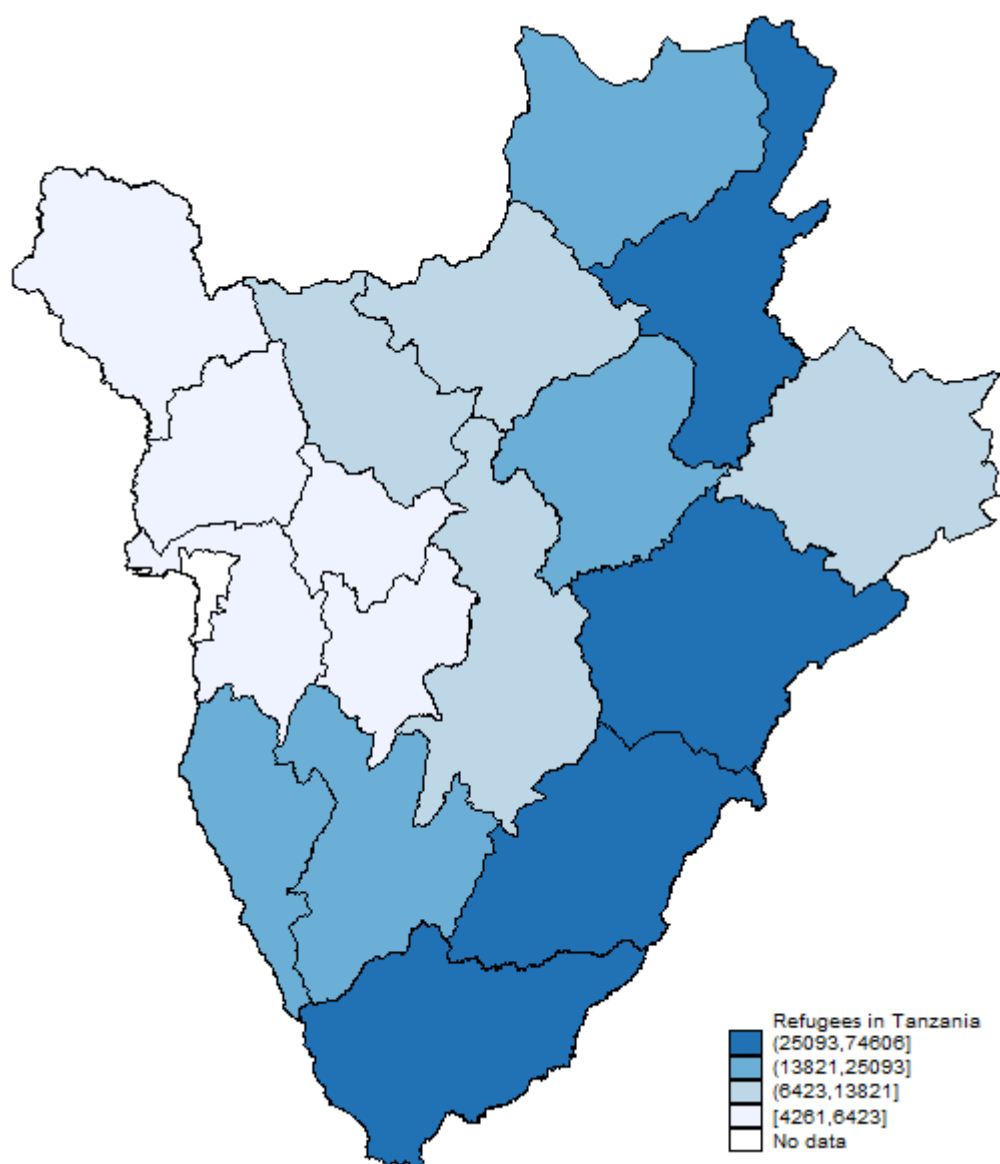 Refugees in Tanzania
(25093,74606]
(13821,25093]
(6423,13821]
[4261,6423]
No data